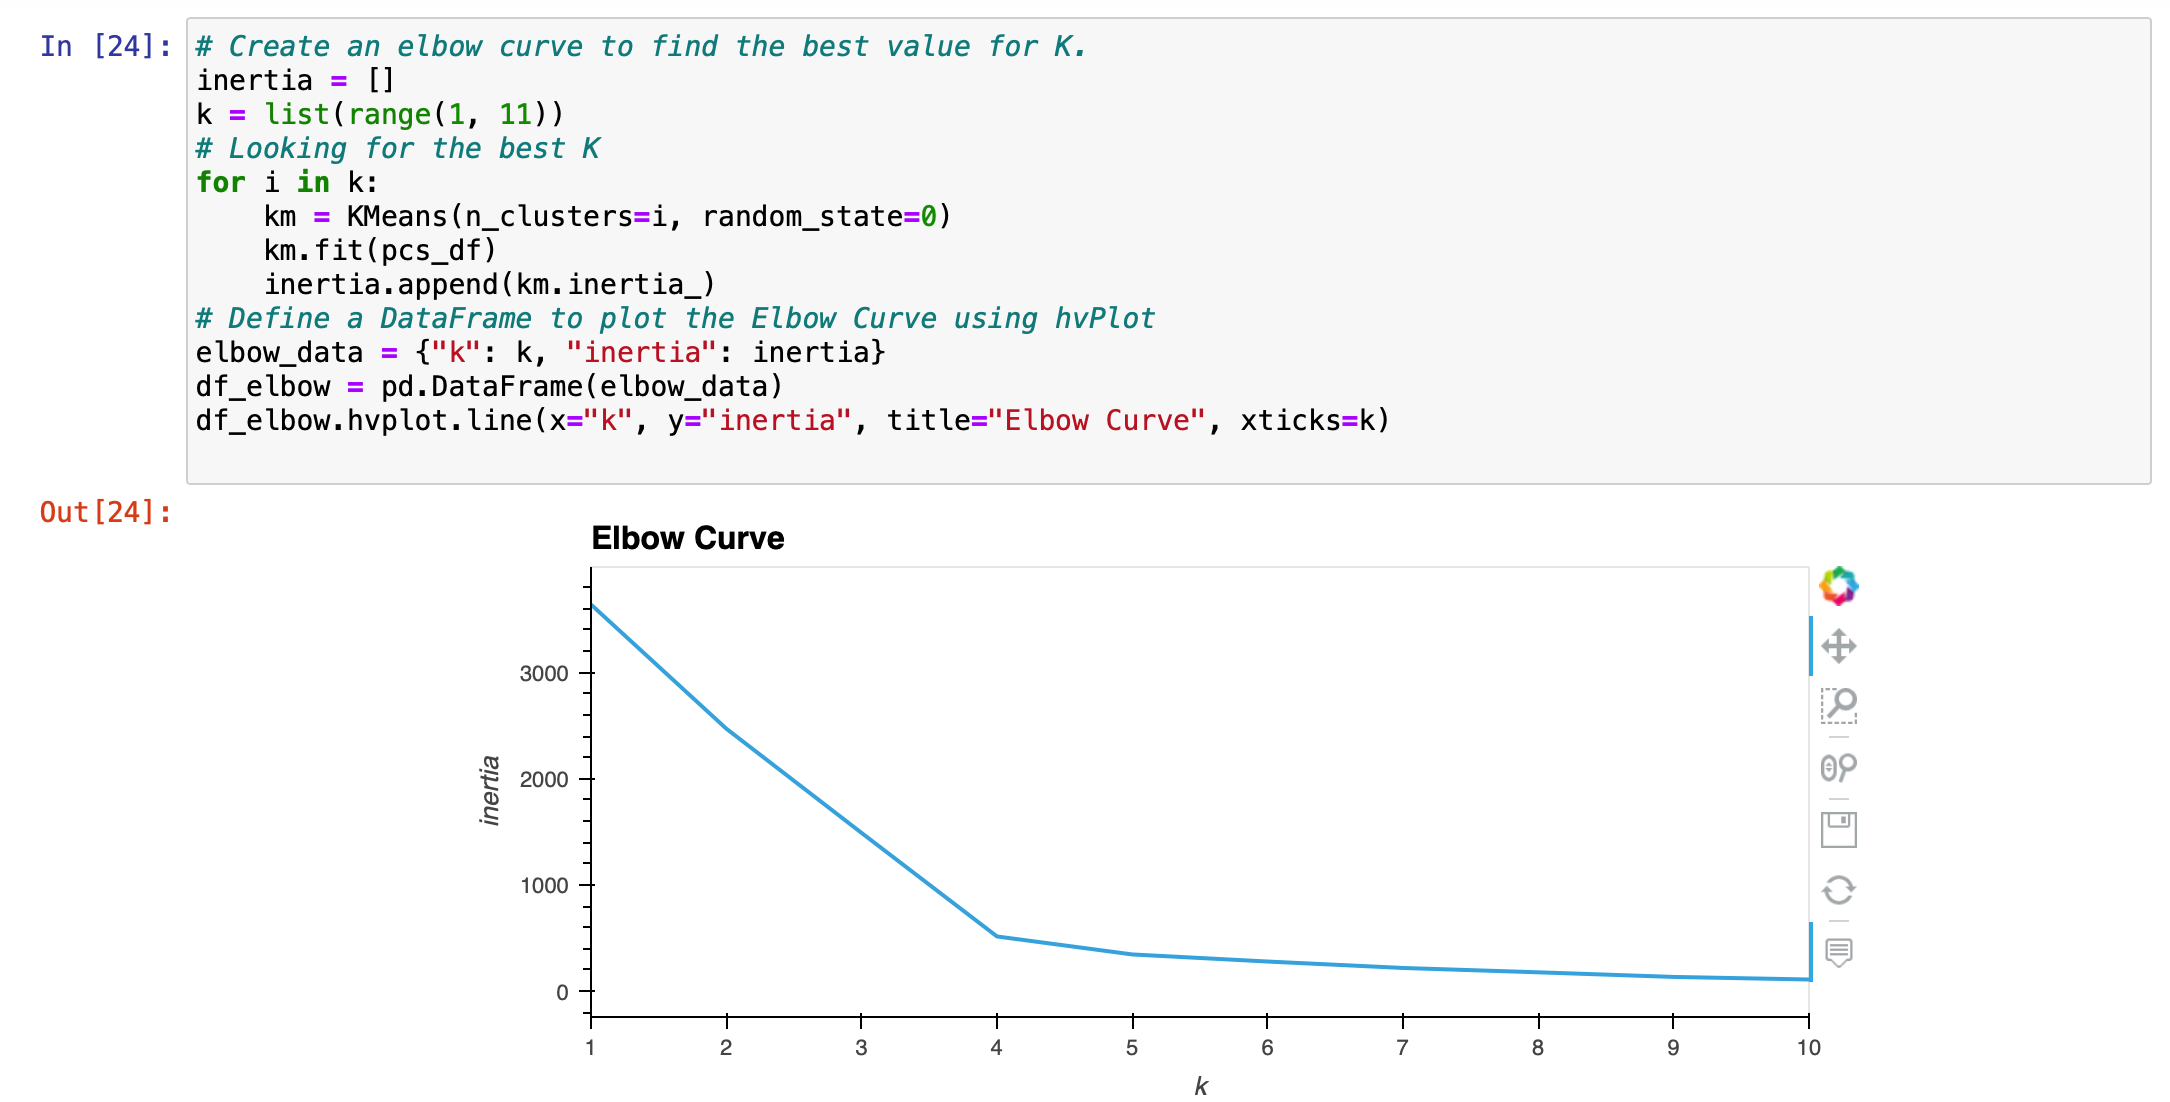 In [24]:
# Create an elbow curve to find the best value for K.
inertia = []
k = list(range(1, 11))
# Looking for the best K
for i in k:
    km = KMeans(n_clusters=i, random_state=0)
    km.fit(pcs_df)
    inertia.append(km.inertia_)
# Define a DataFrame to plot the Elbow Curve using hvPlot
elbow_data = {"k": k, "inertia": inertia}
df_elbow = pd.DataFrame(elbow_data)
df_elbow.hvplot.line(x="k", y="inertia", title="Elbow Curve", xticks=k)
Out[24]:
Elbow Curve
3000
2000
1000
0
inertia
1 2 3 4 5 6 7 8 9 10
k